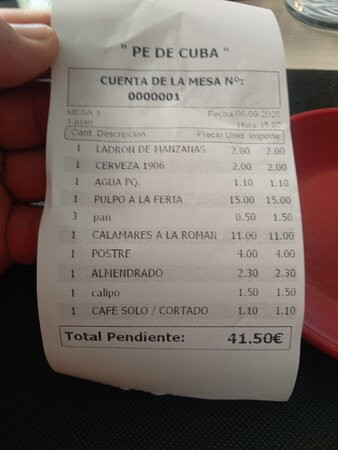 " PE DE CUBA "
CUENTA DE LA MESA Nº:
0000001
MESA 1 Fecha 06-09-2020
1-Juan Hora 15:07
Cant Descripcion Precio Unid Importe
1 LADRON DE MANZANAS 2.00 2.00
1 CERVEZA 1906 2.00 2.00
1 AGUA PQ. 1.10 1.10
1 PULPO A LA FERIA 15.00 15.00
3 pan 0.50 1.50
1 CALAMARES A LA ROMAN 11.00 11.00
1 POSTRE 4.00 4.00
1 ALMENDRADO 2.30 2.30
1 calipo 1.50 1.50
1 CAFE SOLO / CORTADO 1.10 1.10
Total Pendiente: 41.50€